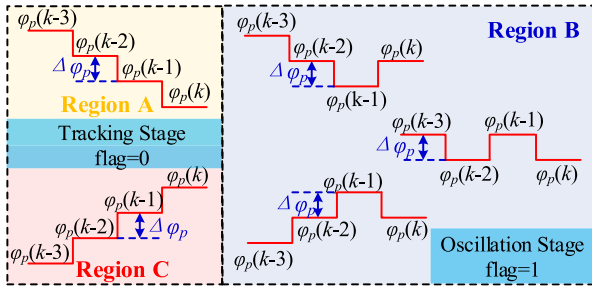 φp(k-3)
φp(k-2)
Δφp
φp(k-1)
φp(k)
Region A
Tracking Stage
flag=0
φp(k)
φp(k-1)
φp(k-2)
Δφp
φp(k-3)
Region C
Region B
φp(k-3)
φp(k-2)
φp(k)
Δφp
φp(k-1)
φp(k-3)
φp(k-1)
Δφp
φp(k-2)
φp(k)
φp(k-1)
Δφp
φp(k-2)
φp(k)
φp(k-3)
Oscillation Stage
flag=1